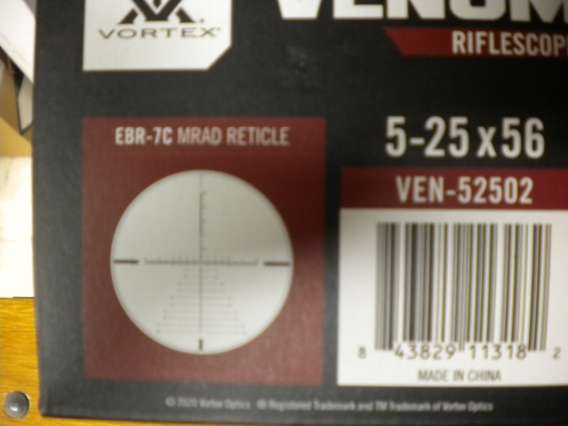 VORTEX
VENOM
RIFLESCOP
EBR-7C MRAD RETICLE
5-25x56
VEN-52502
8 43829 11318 2
MADE IN CHINA
© 2020 Vortex Optics ® Registered Trademark and TM Trademark of Vortex Optics